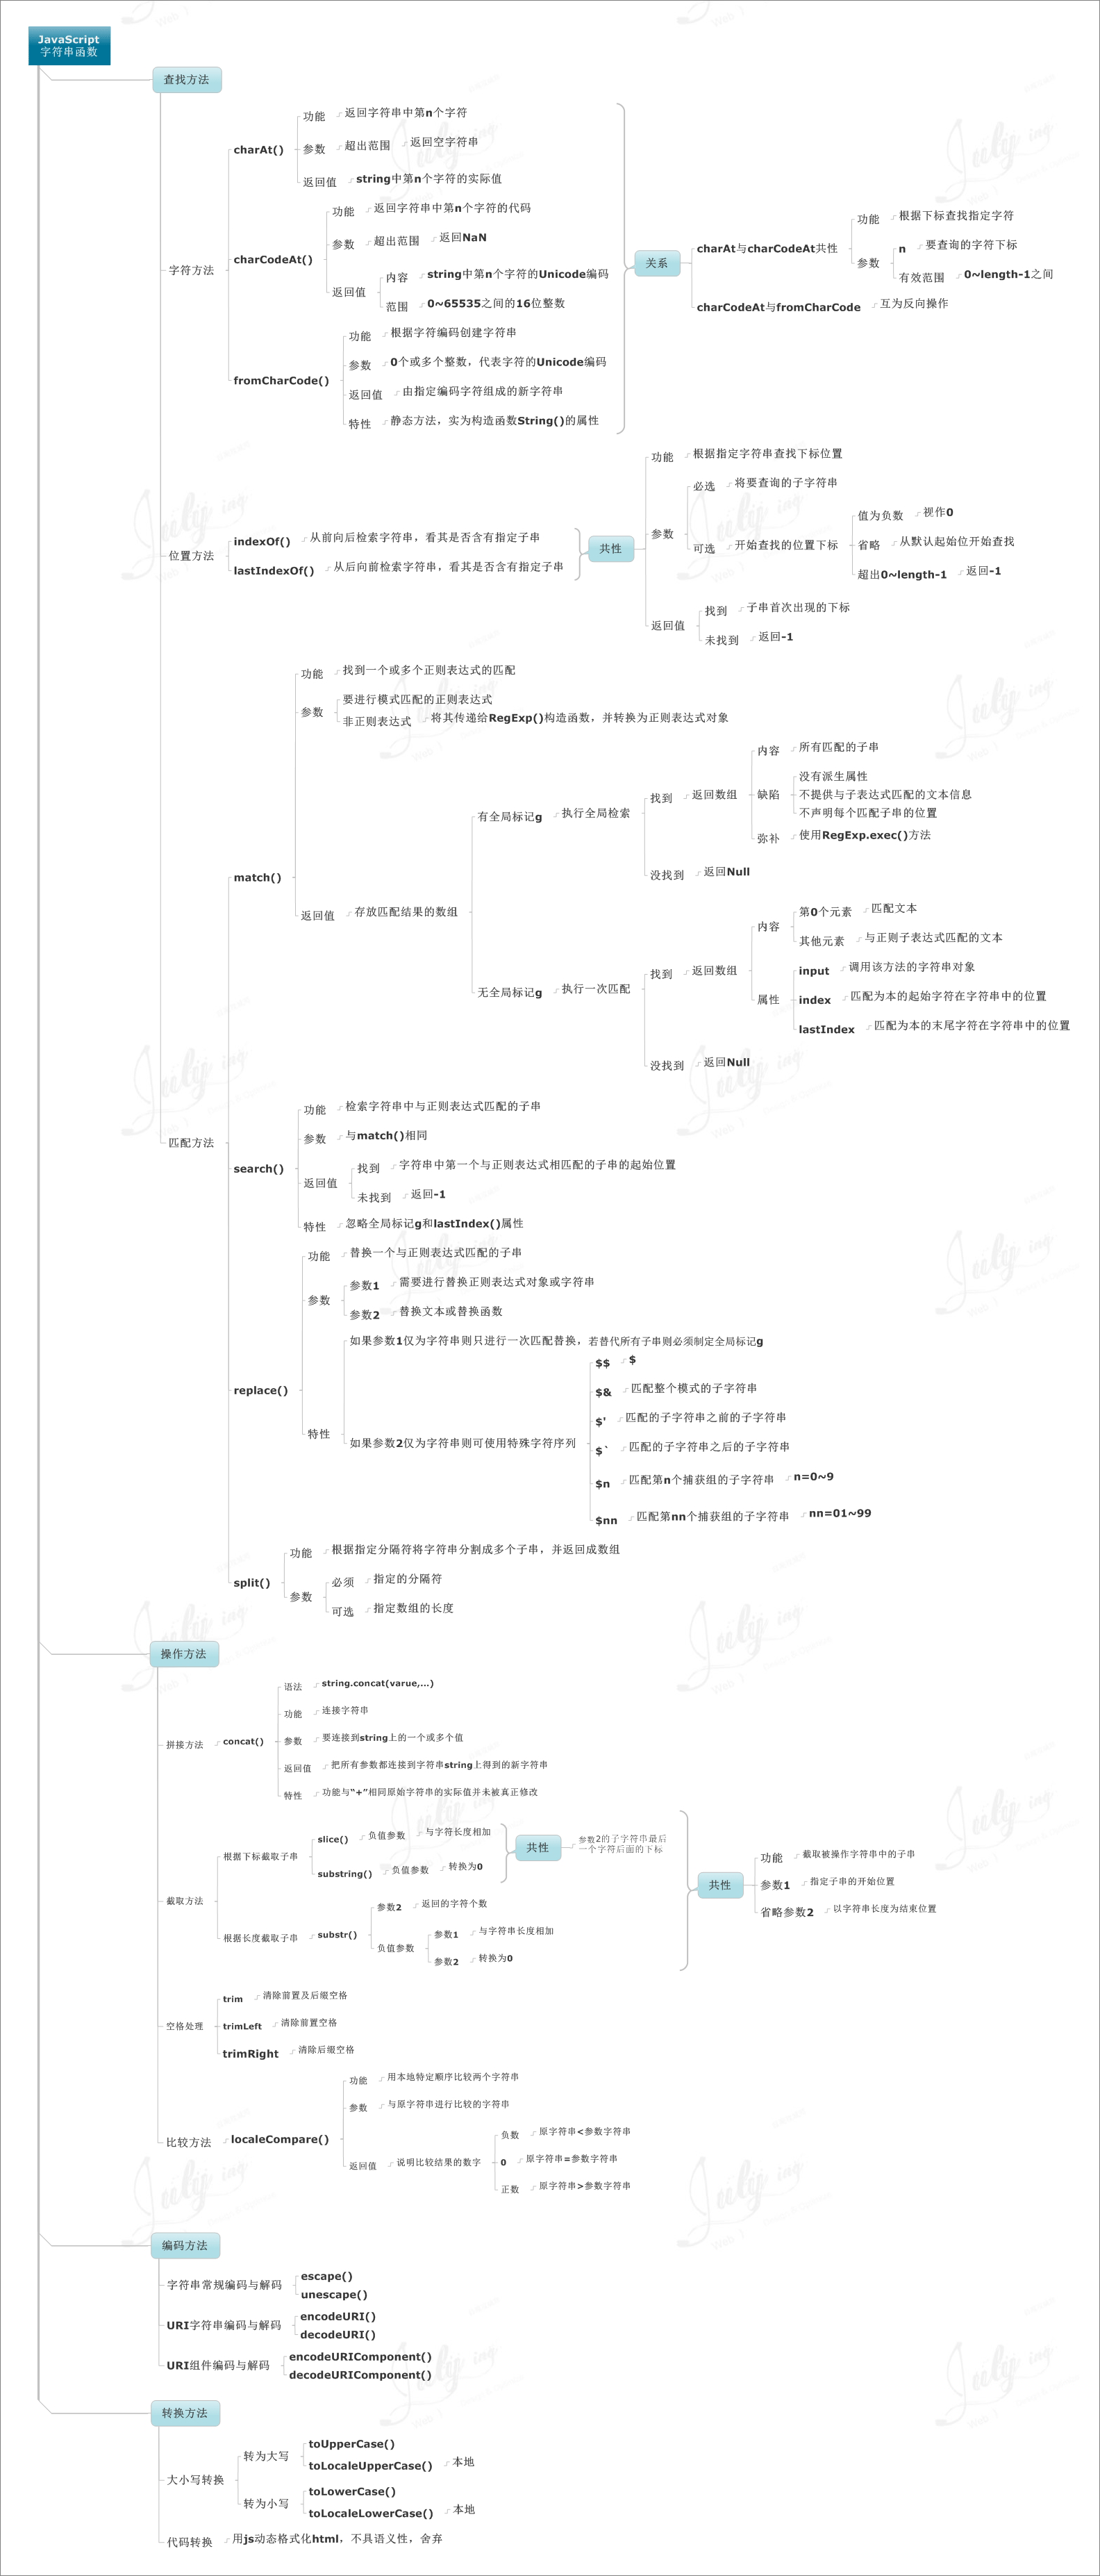 JavaScript
字符串函数
查找方法
字符方法
charAt()
功能
返回字符串中第n个字符
参数
超出范围
返回空字符串
返回值
string中第n个字符的实际值
charCodeAt()
功能
返回字符串中第n个字符的代码
参数
超出范围
返回NaN
返回值
内容
string中第n个字符的Unicode编码
范围
0~65535之间的16位整数
fromCharCode()
功能
根据字符编码创建字符串
参数
0个或多个整数，代表字符的Unicode编码
返回值
由指定编码字符组成的新字符串
特性
静态方法，实为构造函数String()的属性
关系
charAt与charCodeAt共性
功能
根据下标查找指定字符
参数
n
要查询的字符下标
有效范围
0~length-1之间
charCodeAt与fromCharCode
互为反向操作
位置方法
indexOf()
从前向后检索字符串，看其是否含有指定子串
lastIndexOf()
从后向前检索字符串，看其是否含有指定子串
共性
功能
根据指定字符串查找下标位置
参数
必选
将要查询的子字符串
可选
开始查找的位置下标
值为负数
视作0
省略
从默认起始位开始查找
超出0~length-1
返回-1
返回值
找到
子串首次出现的下标
未找到
返回-1
匹配方法
match()
功能
找到一个或多个正则表达式的匹配
参数
要进行模式匹配的正则表达式
非正则表达式
将其传递给RegExp()构造函数，并转换为正则表达式对象
返回值
存放匹配结果的数组
有全局标记g
执行全局检索
找到
返回数组
内容
所有匹配的子串
缺陷
没有派生属性
不提供与子表达式匹配的文本信息
不声明每个匹配子串的位置
弥补
使用RegExp.exec()方法
没找到
返回Null
无全局标记g
执行一次匹配
找到
返回数组
内容
第0个元素
匹配文本
其他元素
与正则子表达式匹配的文本
属性
input
调用该方法的字符串对象
index
匹配为本的起始字符在字符串中的位置
lastIndex
匹配为本的末尾字符在字符串中的位置
没找到
返回Null
search()
功能
检索字符串中与正则表达式匹配的子串
参数
与match()相同
返回值
找到
字符串中第一个与正则表达式相匹配的子串的起始位置
未找到
返回-1
特性
忽略全局标记g和lastIndex()属性
replace()
功能
替换一个与正则表达式匹配的子串
参数
参数1
需要进行替换正则表达式对象或字符串
参数2
替换文本或替换函数
特性
如果参数1仅为字符串则只进行一次匹配替换，若替代所有子串则必须制定全局标记g
如果参数2仅为字符串则可使用特殊字符序列
$$
$
$&
匹配整个模式的子字符串
$'
匹配的子字符串之前的子字符串
$`
匹配的子字符串之后的子字符串
$n
匹配第n个捕获组的子字符串
n=0~9
$nn
匹配第nn个捕获组的子字符串
nn=01~99
split()
功能
根据指定分隔符将字符串分割成多个子串，并返回成数组
参数
必须
指定的分隔符
可选
指定数组的长度
操作方法
拼接方法
concat()
语法
string.concat(varue,...)
功能
连接字符串
参数
要连接到string上的一个或多个值
返回值
把所有参数都连接到字符串string上得到的新字符串
特性
功能与“+”相同原始字符串的实际值并未被真正修改
截取方法
根据下标截取子串
slice()
负值参数
与字符长度相加
substring()
负值参数
转换为0
共性
参数2的子字符串最后
一个字符后面的下标
根据长度截取子串
substr()
参数2
返回的字符个数
负值参数
参数1
与字符串长度相加
参数2
转换为0
共性
功能
截取被操作字符串中的子串
参数1
指定子串的开始位置
省略参数2
以字符串长度为结束位置
空格处理
trim
清除前置及后缀空格
trimLeft
清除前置空格
trimRight
清除后缀空格
比较方法
localeCompare()
功能
用本地特定顺序比较两个字符串
参数
与原字符串进行比较的字符串
返回值
说明比较结果的数字
负数
原字符串<参数字符串
0
原字符串=参数字符串
正数
原字符串>参数字符串
编码方法
字符串常规编码与解码
escape()
unescape()
URI字符串编码与解码
encodeURI()
decodeURI()
URI组件编码与解码
encodeURIComponent()
decodeURIComponent()
转换方法
大小写转换
转为大写
toUpperCase()
toLocaleUpperCase()
本地
转为小写
toLowerCase()
toLocaleLowerCase()
本地
代码转换
用js动态格式化html，不具语义性，舍弃